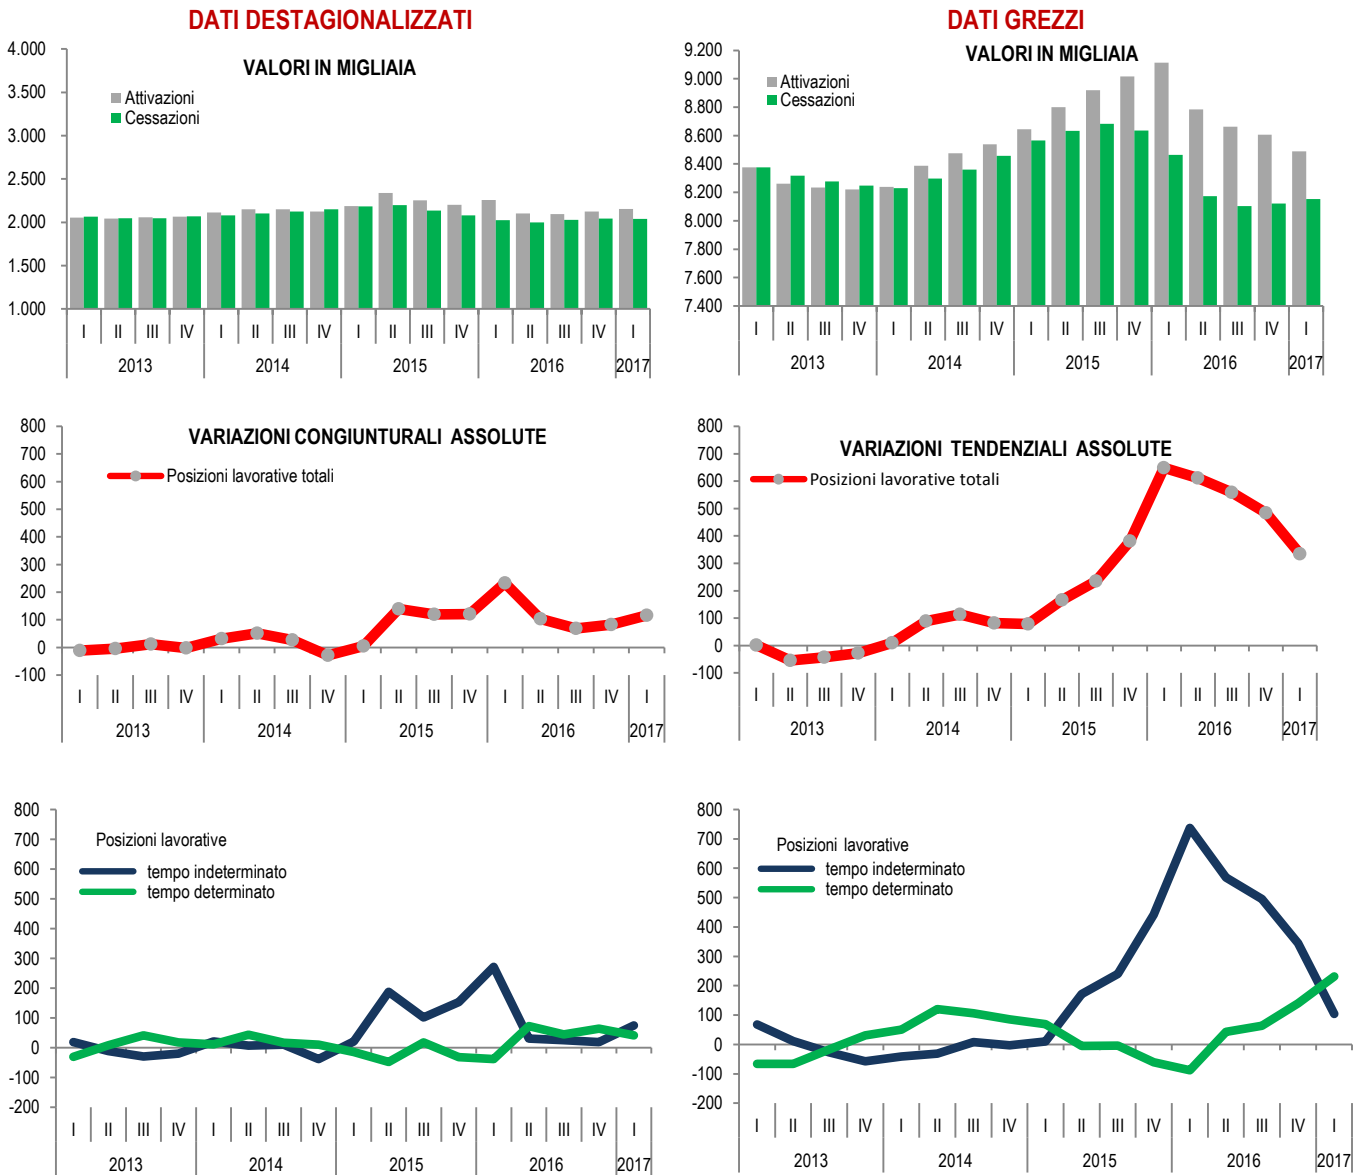 DATI DESTAGIONALIZZATI
VALORI IN MIGLIAIA
Attivazioni
Cessazioni
4.000
3.500
3.000
2.500
2.000
1.500
1.000
I II III IV I II III IV I II III IV I II III IV I
2013 2014 2015 2016 2017
DATI GREZZI
VALORI IN MIGLIAIA
Attivazioni
Cessazioni
9.200
9.000
8.800
8.600
8.400
8.200
8.000
7.800
7.600
7.400
I II III IV I II III IV I II III IV I II III IV I
2013 2014 2015 2016 2017
VARIAZIONI CONGIUNTURALI ASSOLUTE
Posizioni lavorative totali
800
700
600
500
400
300
200
100
0
-100
I II III IV I II III IV I II III IV I II III IV I
2013 2014 2015 2016 2017
VARIAZIONI TENDENZIALI ASSOLUTE
Posizioni lavorative totali
800
700
600
500
400
300
200
100
0
-100
I II III IV I II III IV I II III IV I II III IV I
2013 2014 2015 2016 2017
Posizioni lavorative
tempo indeterminato
tempo determinato
800
700
600
500
400
300
200
100
0
-100
-200
I II III IV I II III IV I II III IV I II III IV I
2013 2014 2015 2016 2017
Posizioni lavorative
tempo indeterminato
tempo determinato
800
700
600
500
400
300
200
100
0
-100
-200
I II III IV I II III IV I II III IV I II III IV I
2013 2014 2015 2016 2017